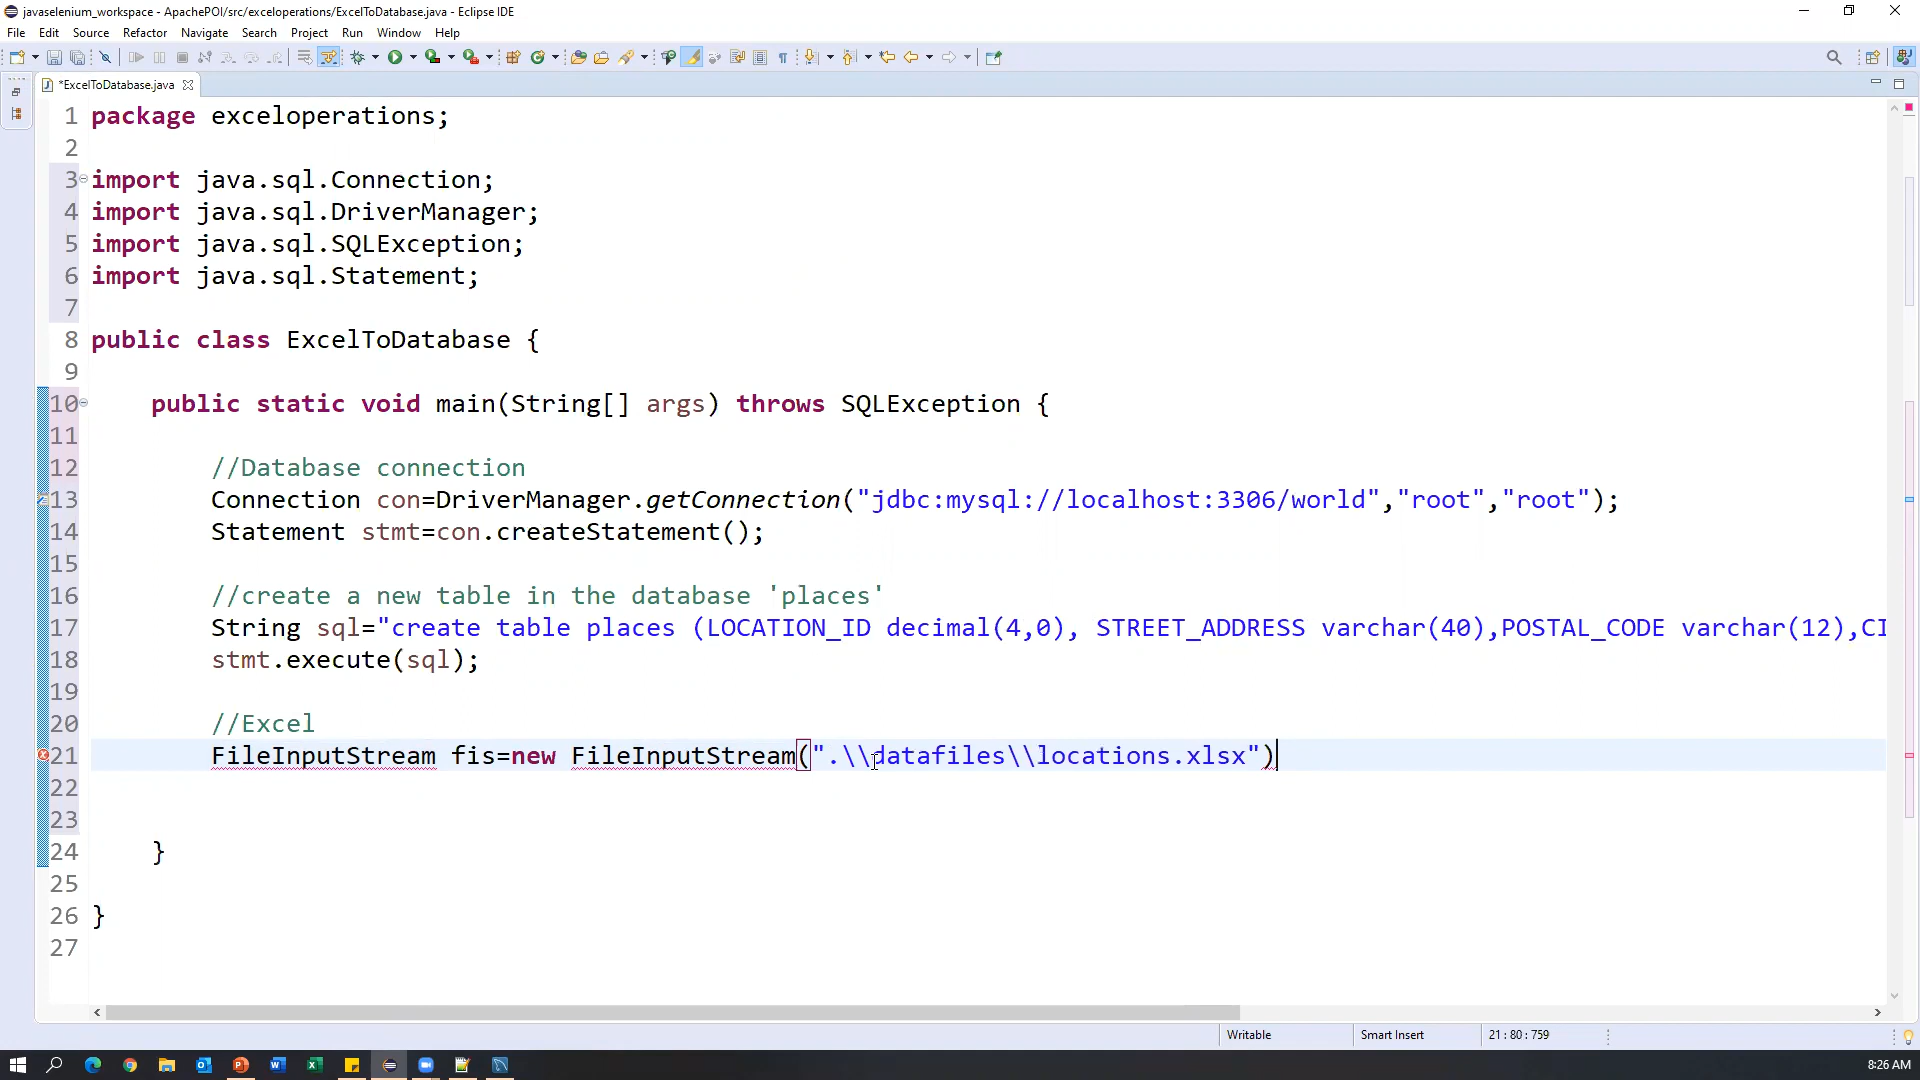 javaselenium_workspace - ApachePOI/src/exceloperations/ExcelToDatabase.java - Eclipse IDE
File Edit Source Refactor Navigate Search Project Run Window Help
*ExcelToDatabase.java
1 package exceloperations;
2
3 import java.sql.Connection;
4 import java.sql.DriverManager;
5 import java.sql.SQLException;
6 import java.sql.Statement;
7
8 public class ExcelToDatabase {
9
10 public static void main(String[] args) throws SQLException {
11
12 //Database connection
13 Connection con=DriverManager.getConnection("jdbc:mysql://localhost:3306/world","root","root");
14 Statement stmt=con.createStatement();
15
16 //create a new table in the database 'places'
17 String sql="create table places (LOCATION_ID decimal(4,0), STREET_ADDRESS varchar(40),POSTAL_CODE varchar(12),CI
18 stmt.execute(sql);
19
20 //Excel
21 FileInputStream fis=new FileInputStream(".\\datafiles\\locations.xlsx")
22
23
24 }
25
26 }
27
Writable Smart Insert 21 : 80 : 759
8:26 AM